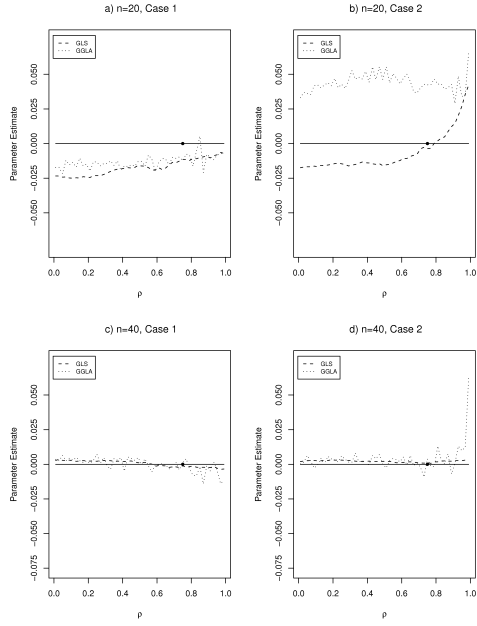 a) n=20, Case 1
GLS
GGLA
Parameter Estimate
0.050
0.025
0.000
−0.025
−0.050
0.0 0.2 0.4 0.6 0.8 1.0
ρ
b) n=20, Case 2
GLS
GGLA
Parameter Estimate
0.050
0.025
0.000
−0.025
−0.050
0.0 0.2 0.4 0.6 0.8 1.0
ρ
c) n=40, Case 1
GLS
GGLA
Parameter Estimate
0.050
0.025
0.000
−0.025
−0.050
−0.075
0.0 0.2 0.4 0.6 0.8 1.0
ρ
d) n=40, Case 2
GLS
GGLA
Parameter Estimate
0.050
0.025
0.000
−0.025
−0.050
−0.075
0.0 0.2 0.4 0.6 0.8 1.0
ρ